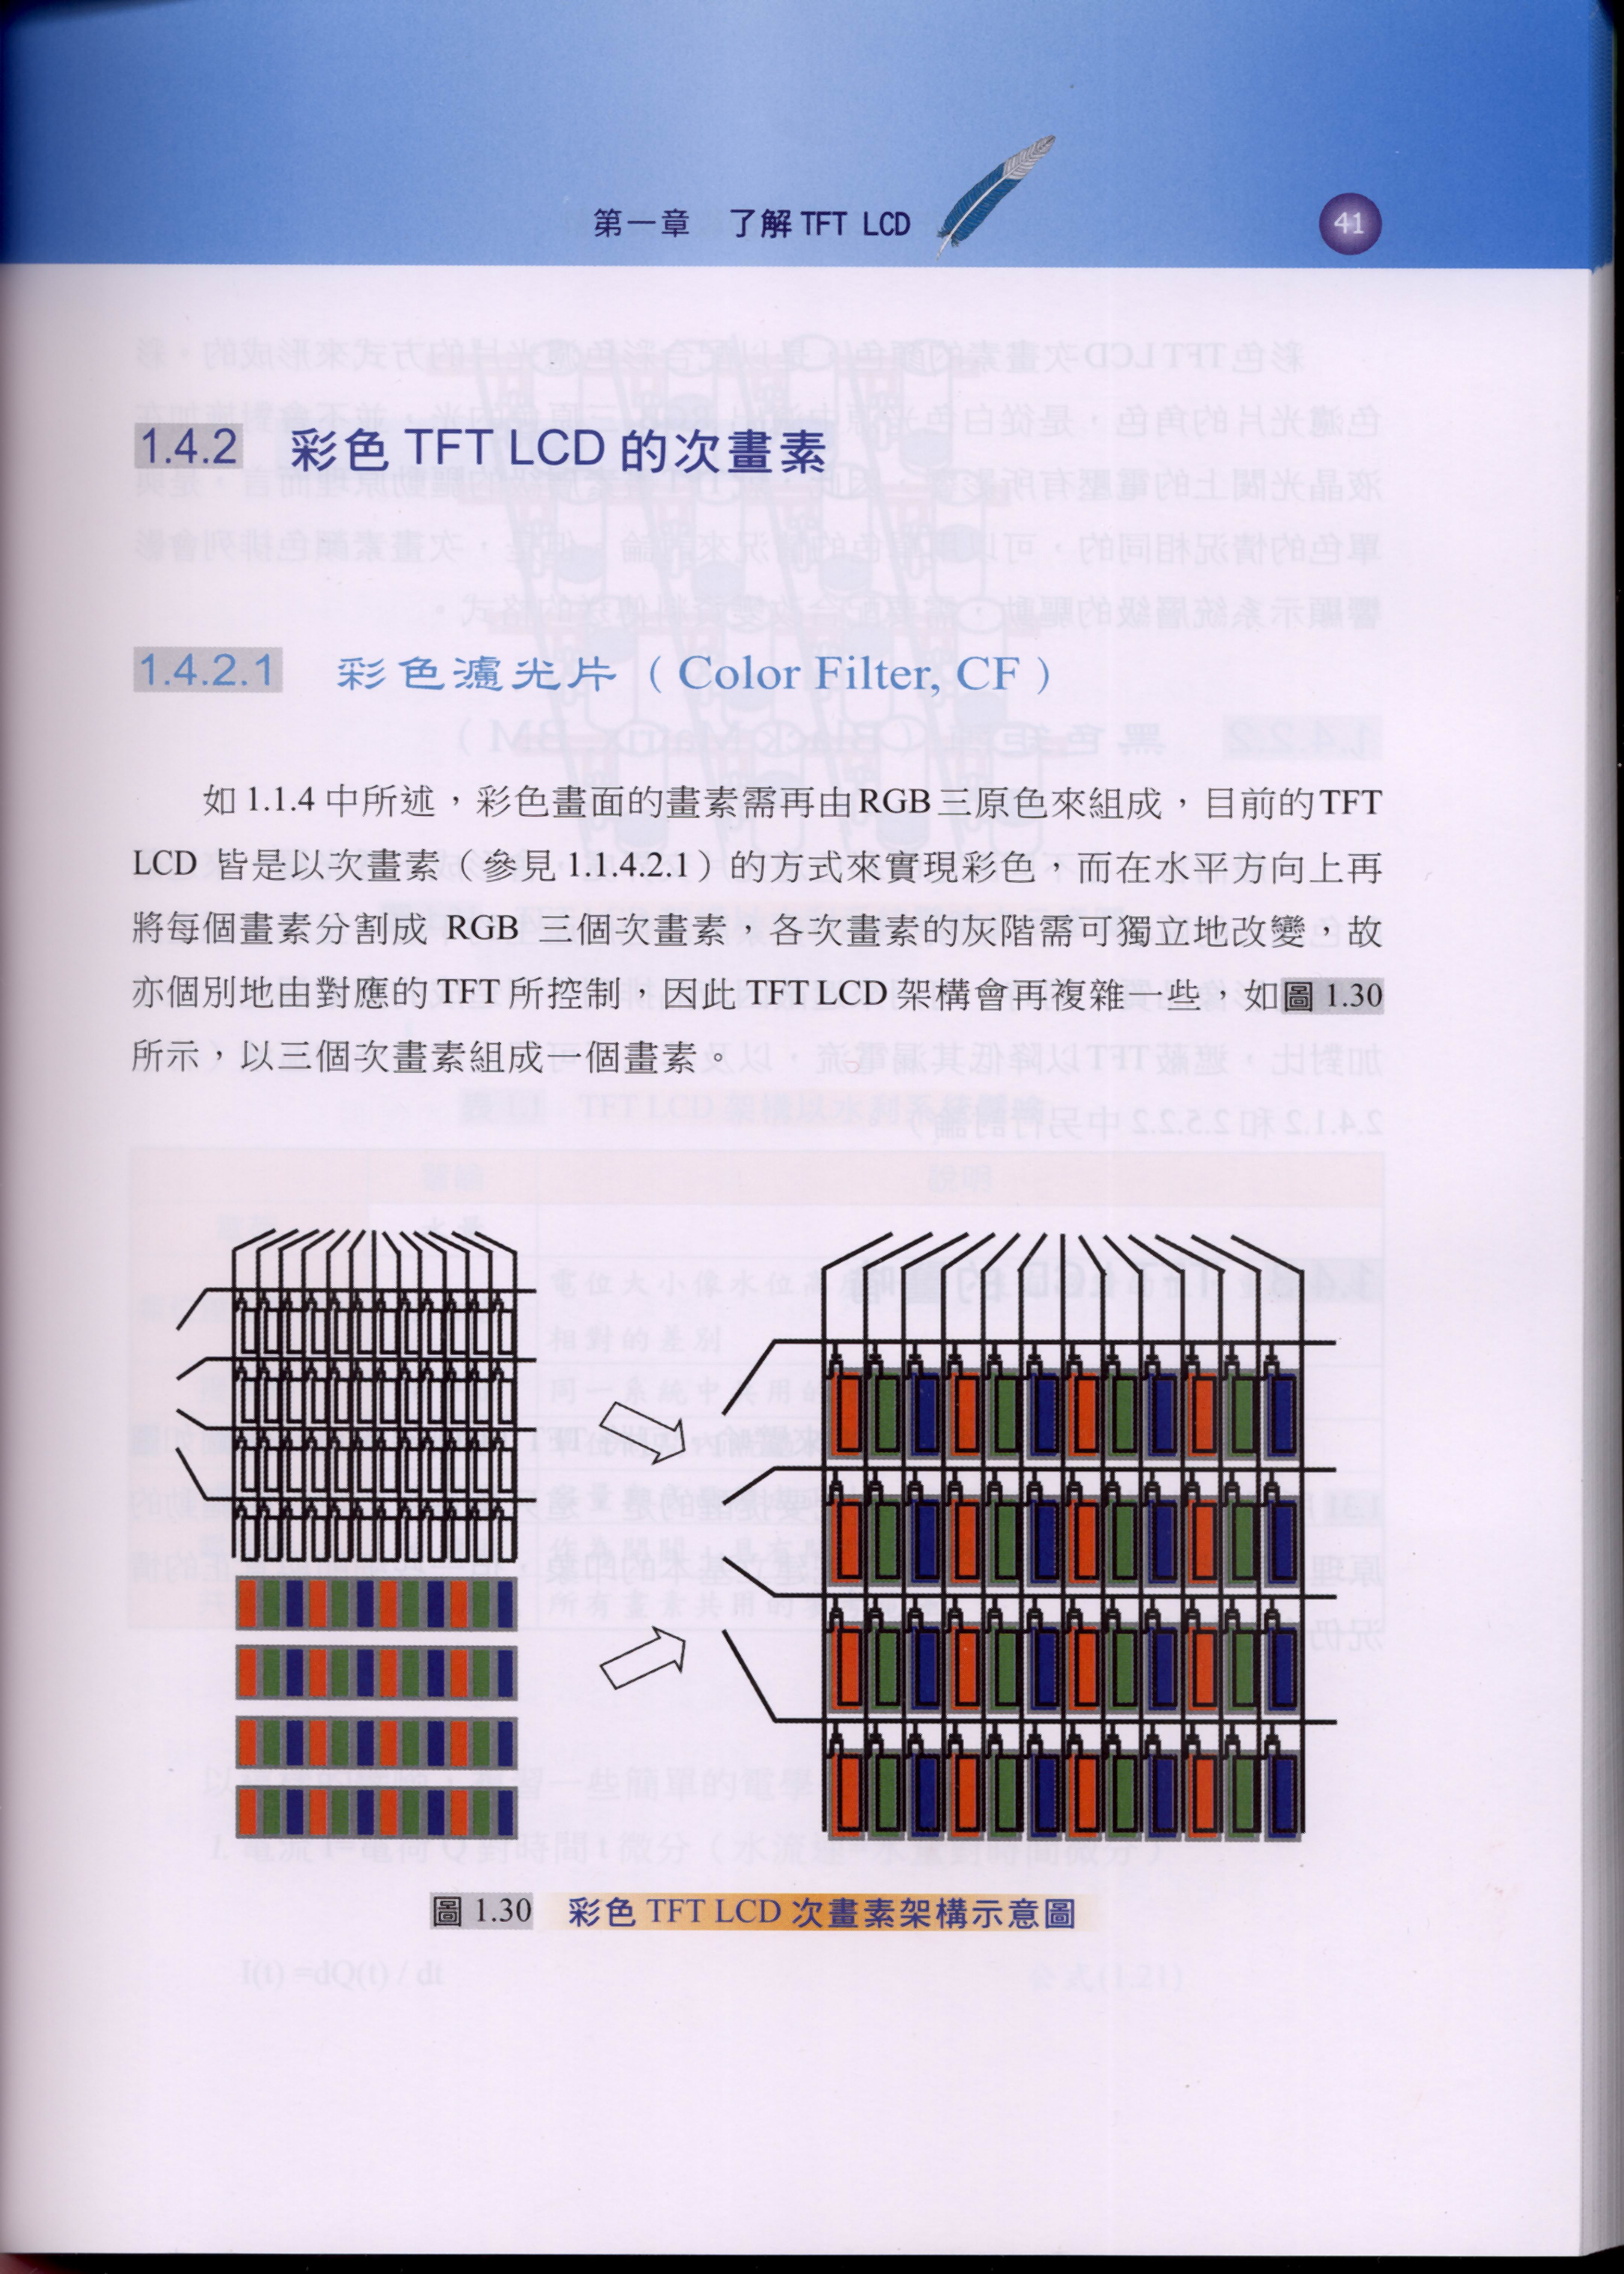 第一章 了解 TFT LCD
41
1.4.2 彩色 TFT LCD 的次畫素
1.4.2.1 彩色濾光片（Color Filter, CF）
如 1.1.4 中所述，彩色畫面的畫素需再由 RGB 三原色來組成，目前的 TFT
LCD 皆是以次畫素（參見 1.1.4.2.1）的方式來實現彩色，而在水平方向上再
將每個畫素分割成 RGB 三個次畫素，各次畫素的灰階需可獨立地改變，故
亦個別地由對應的 TFT 所控制，因此 TFT LCD 架構會再複雜一些，如圖 1.30
所示，以三個次畫素組成一個畫素。
圖 1.30 彩色 TFT LCD 次畫素架構示意圖